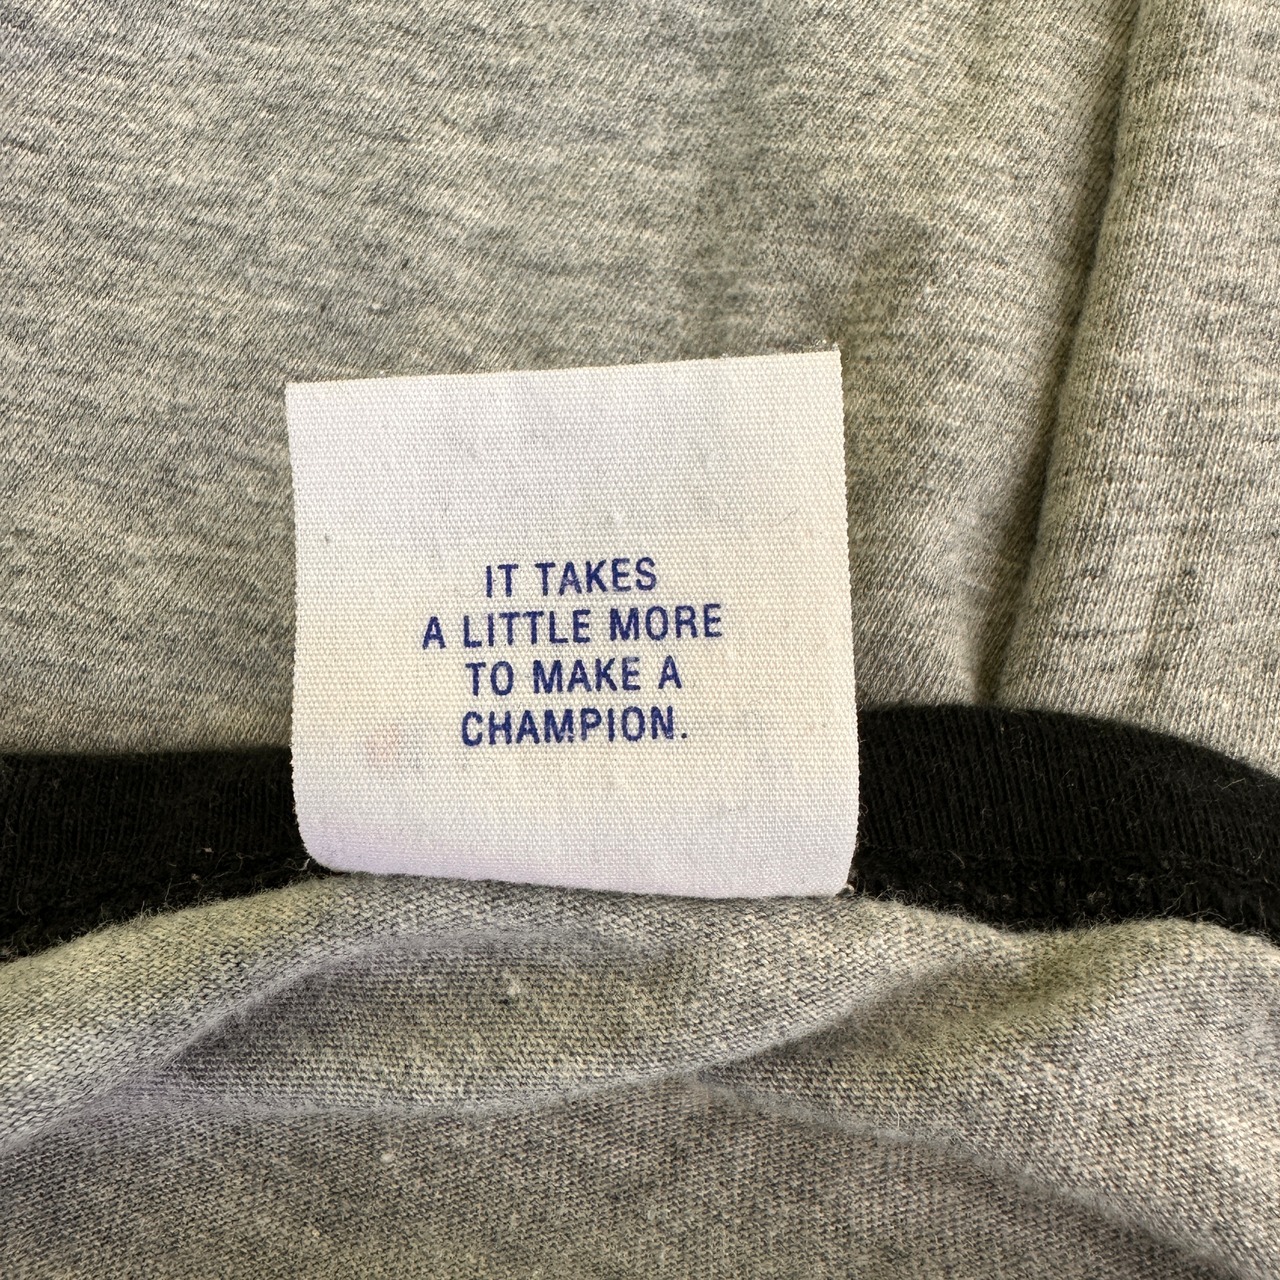 IT TAKES
A LITTLE MORE
TO MAKE A
CHAMPION.